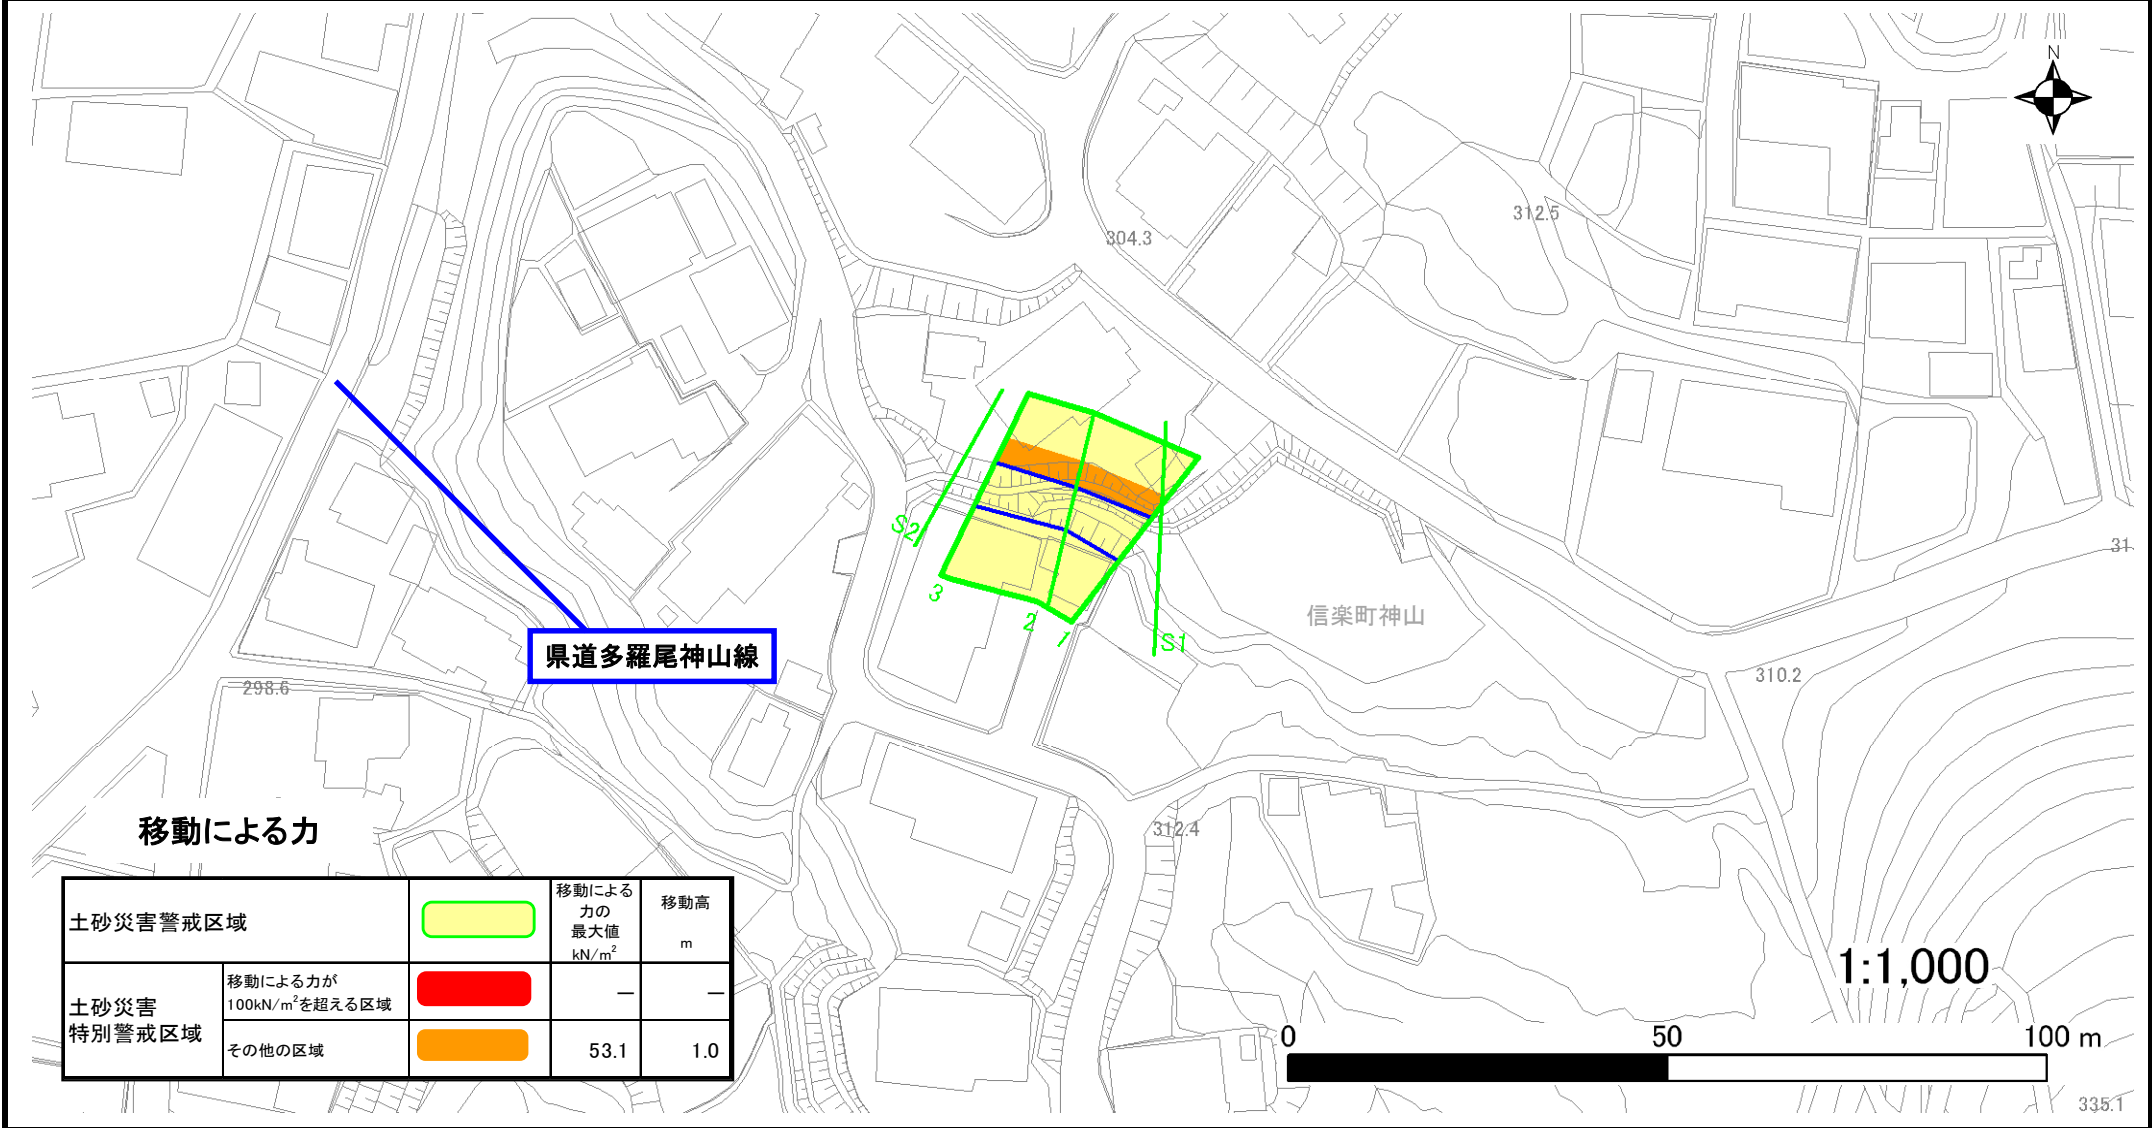 N
312.5
304.3
31
S2
3
2
1
S1
信楽町神山
県道多羅尾神山線
310.2
298.6
312.4
移動による力
土砂災害警戒区域
移動による
力の
最大値
kN/m²
移動高
m
土砂災害
特別警戒区域
移動による力が
100kN/m²を超える区域
—
—
その他の区域
53.1
1.0
1:1,000
0
50
100 m
335.1